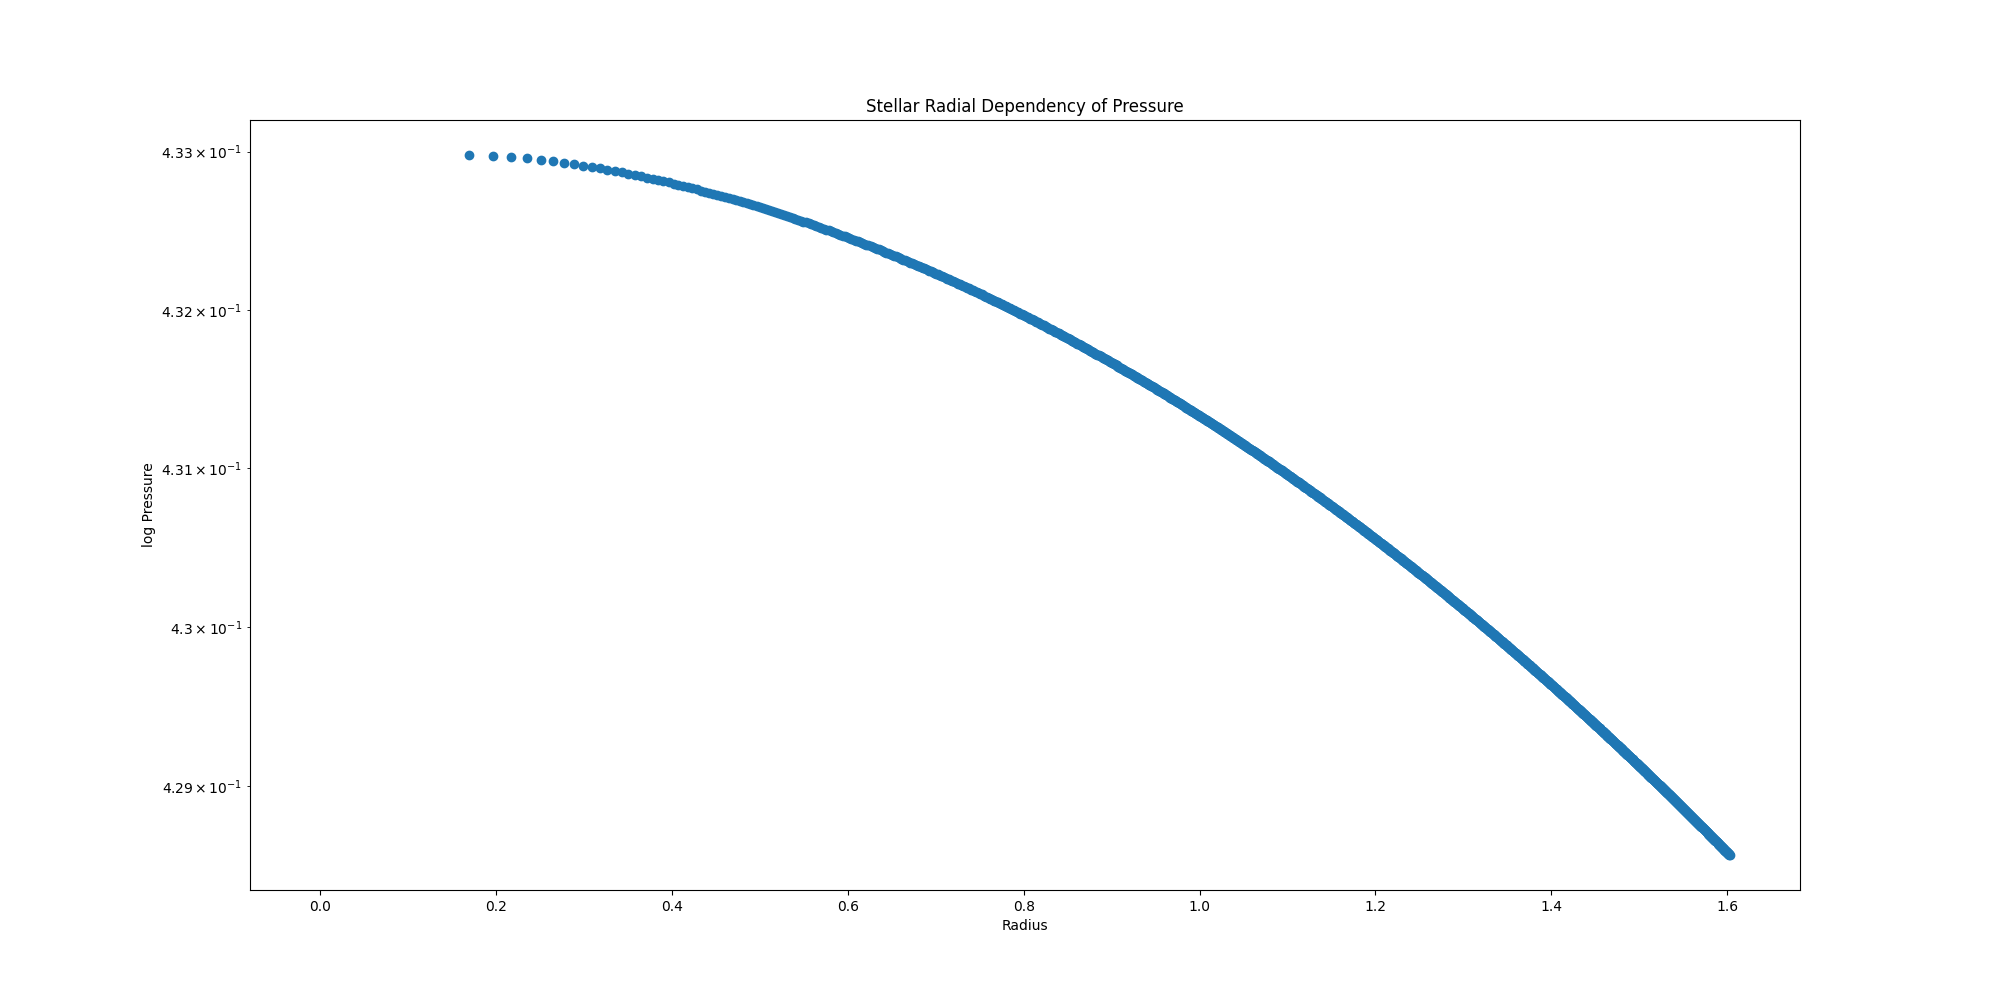 Stellar Radial Dependency of Pressure
4.33 × 10⁻¹
4.32 × 10⁻¹
4.31 × 10⁻¹
4.3 × 10⁻¹
4.29 × 10⁻¹
log Pressure
0.0 0.2 0.4 0.6 0.8 1.0 1.2 1.4 1.6
Radius